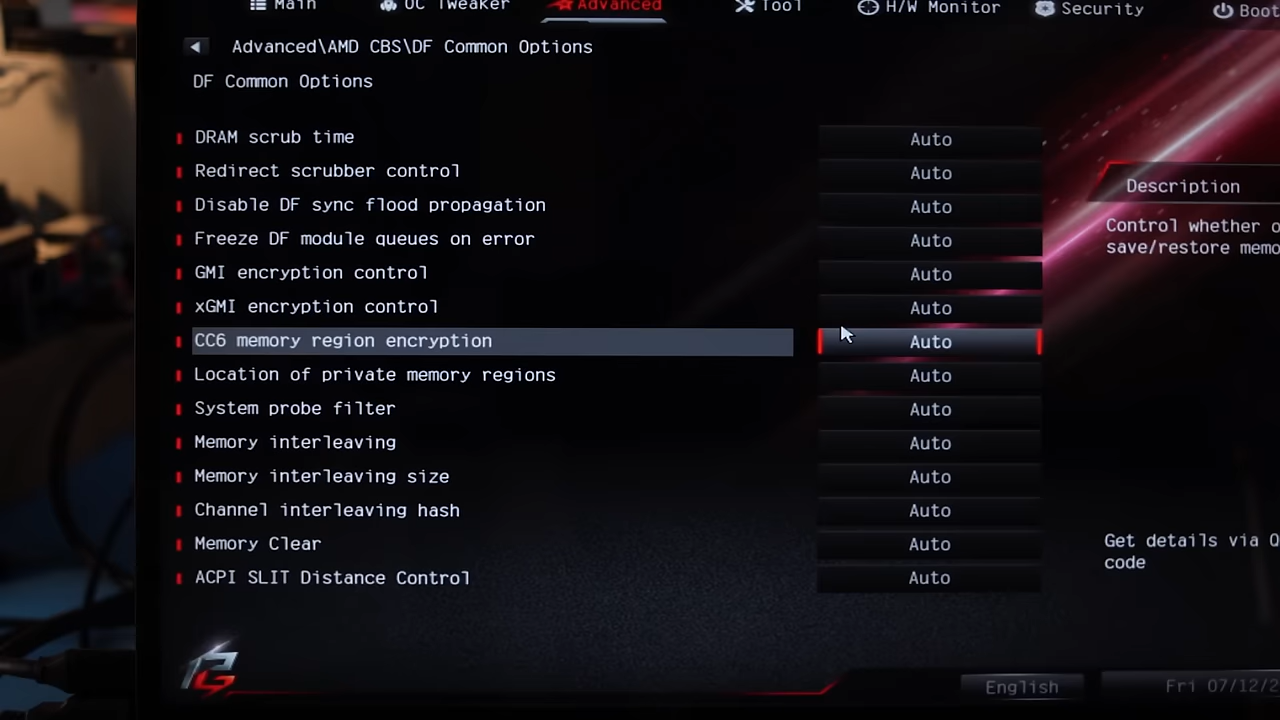 Main OC Tweaker Advanced Tool H/W Monitor Security Boot
Advanced\AMD CBS\DF Common Options
DF Common Options
DRAM scrub time Auto
Redirect scrubber control Auto
Disable DF sync flood propagation Auto
Freeze DF module queues on error Auto
GMI encryption control Auto
xGMI encryption control Auto
CC6 memory region encryption Auto
Location of private memory regions Auto
System probe filter Auto
Memory interleaving Auto
Memory interleaving size Auto
Channel interleaving hash Auto
Memory Clear Auto
ACPI SLIT Distance Control Auto
Description
Control whether
save/restore
Get details via
code
English
Fri 07/12/2